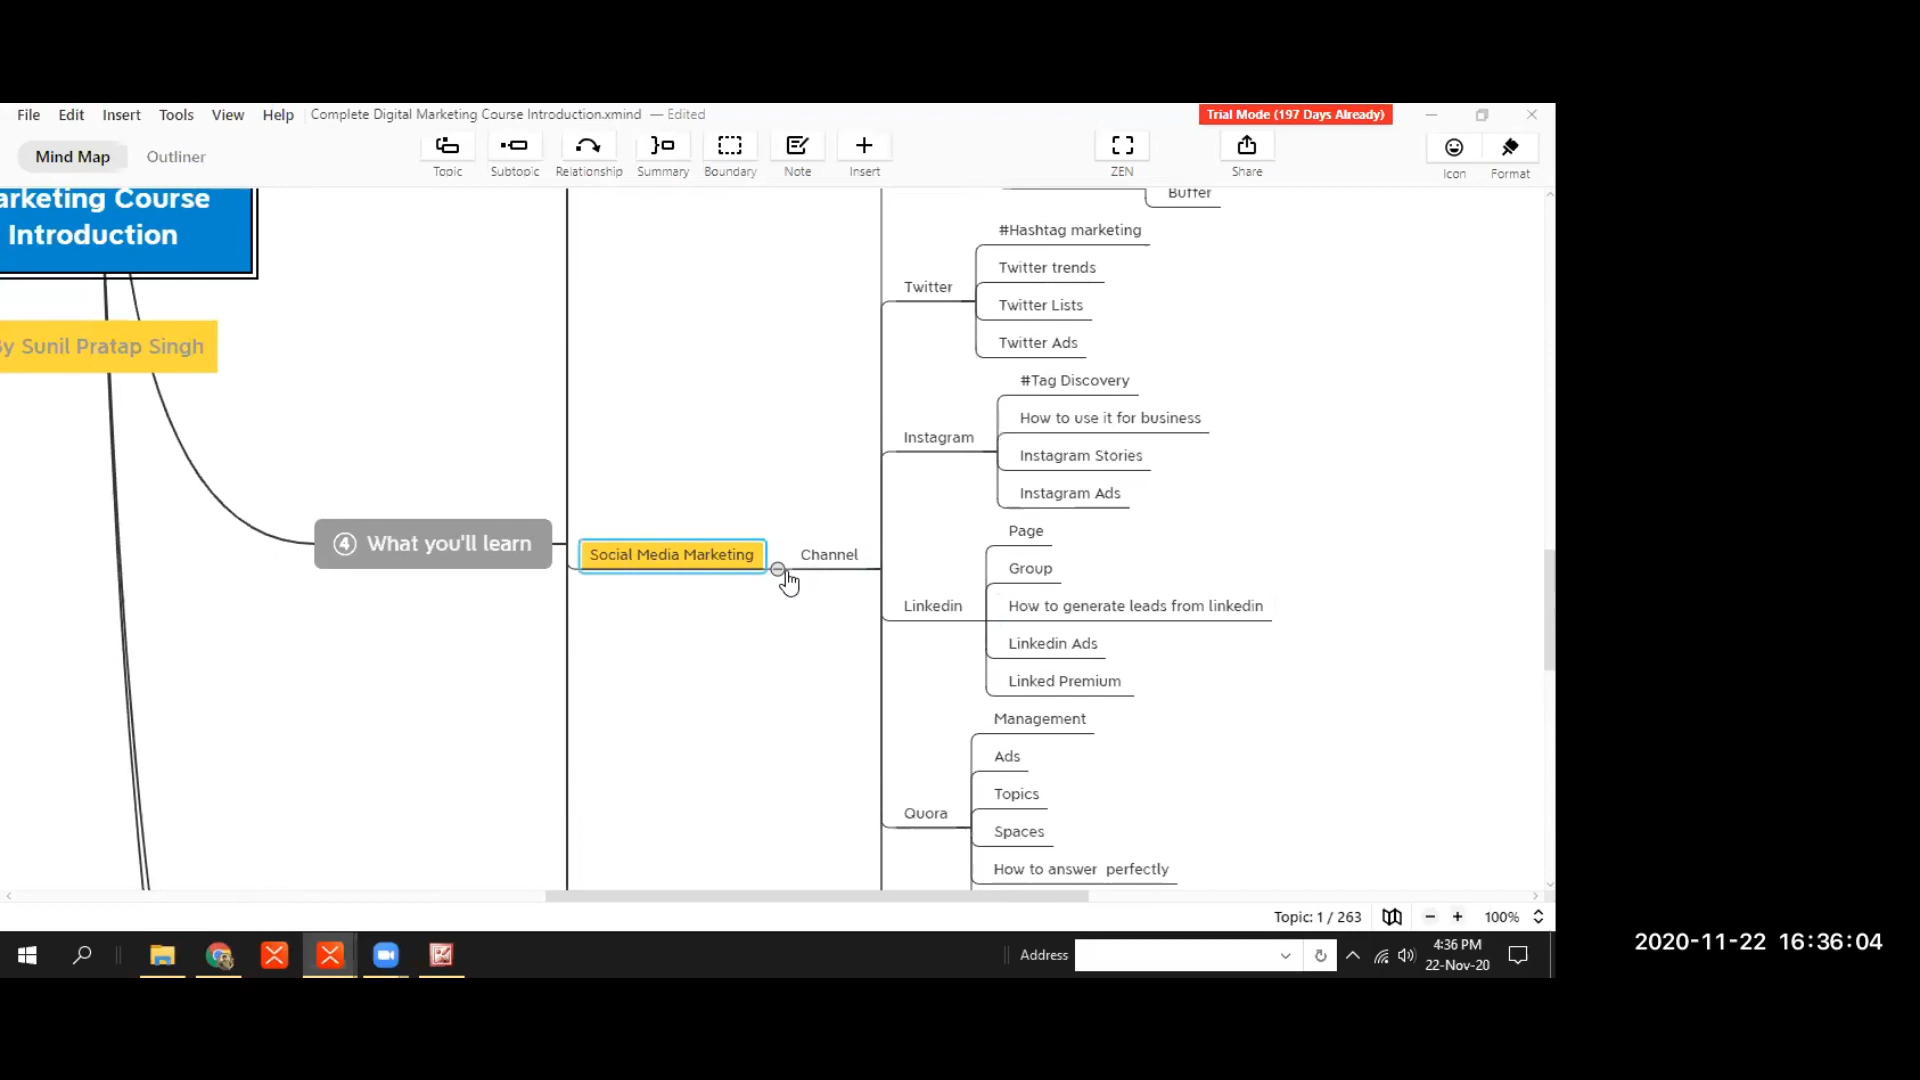 File Edit Insert Tools View Help Complete Digital Marketing Course Introduction.xmind — Edited Trial Mode (197 Days Already)
Mind Map Outliner
Topic Subtopic Relationship Summary Boundary Note Insert ZEN Share Icon Format
arketing Course
Introduction
By Sunil Pratap Singh
④ What you'll learn
Social Media Marketing
Channel
Buffer
Twitter
#Hashtag marketing
Twitter trends
Twitter Lists
Twitter Ads
Instagram
#Tag Discovery
How to use it for business
Instagram Stories
Instagram Ads
Linkedin
Page
Group
How to generate leads from linkedin
Linkedin Ads
Linked Premium
Quora
Management
Ads
Topics
Spaces
How to answer perfectly
Topic: 1 / 263 100%
Address
4:36 PM
22-Nov-20
2020-11-22 16:36:04